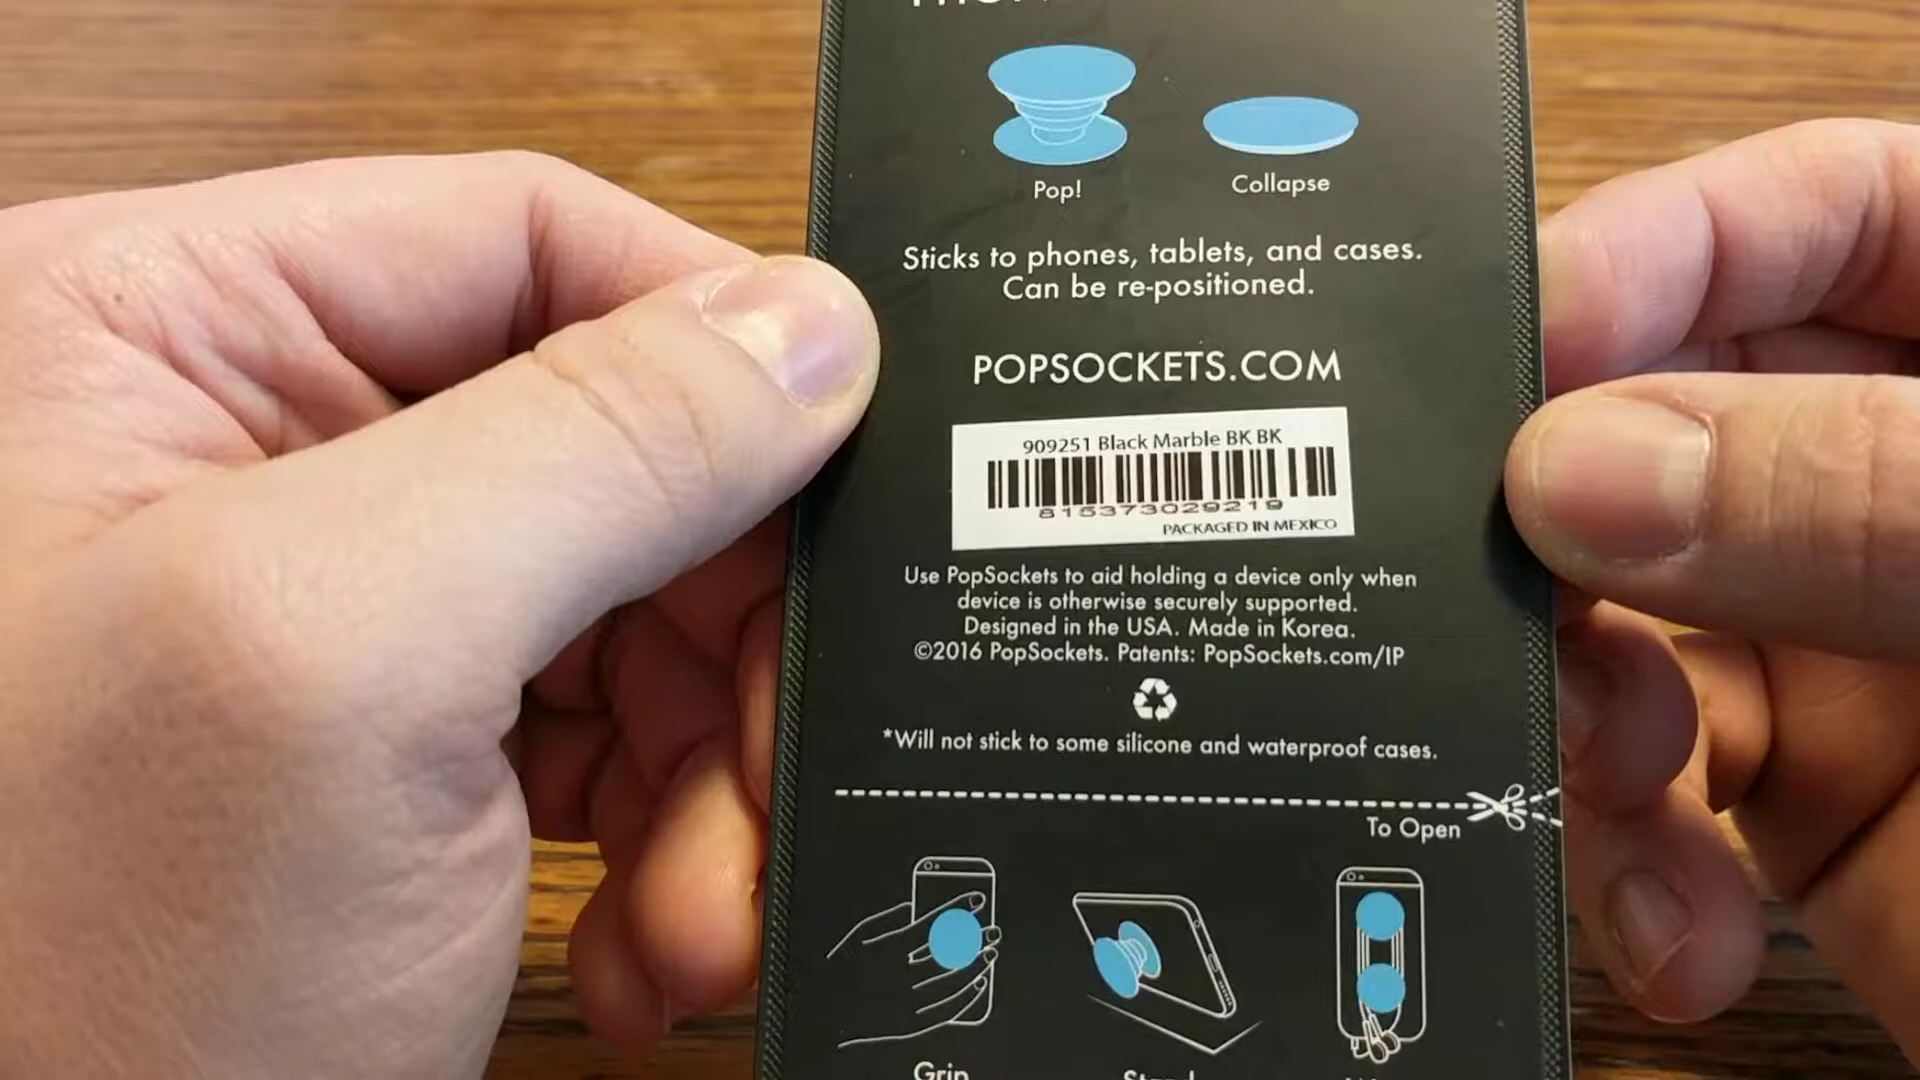 Pop!
Collapse
Sticks to phones, tablets, and cases.
Can be re-positioned.
POPSOCKETS.COM
909251 Black Marble BK BK
815373029219
PACKAGED IN MEXICO
Use PopSockets to aid holding a device only when
device is otherwise securely supported.
Designed in the USA. Made in Korea.
©2016 PopSockets. Patents: PopSockets.com/IP
*Will not stick to some silicone and waterproof cases.
To Open
Grip
Stand